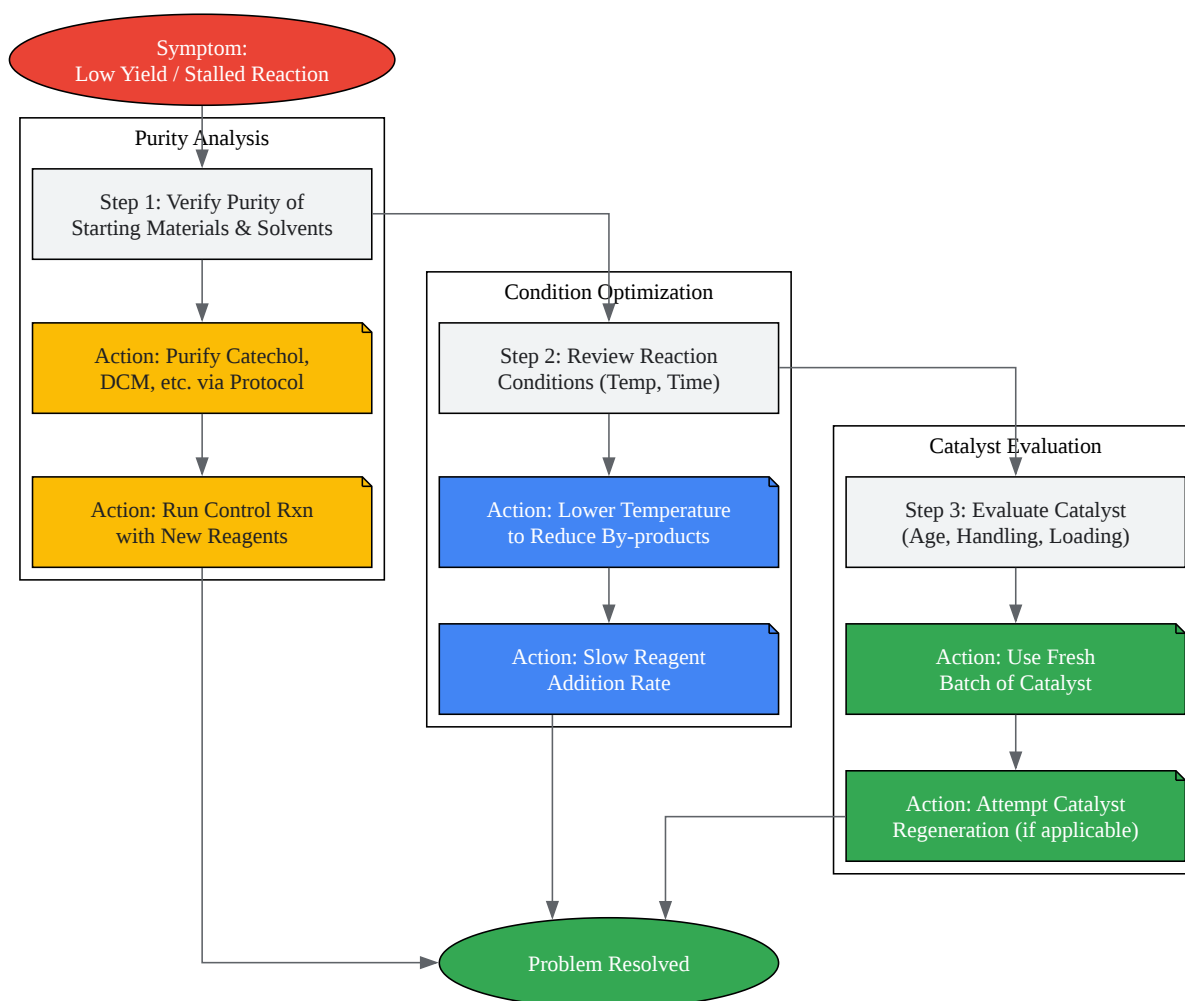 Symptom:
Low Yield / Stalled Reaction
Purity Analysis
Step 1: Verify Purity of
Starting Materials & Solvents
Action: Purify Catechol,
DCM, etc. via Protocol
Action: Run Control Rxn
with New Reagents
Condition Optimization
Step 2: Review Reaction
Conditions (Temp, Time)
Action: Lower Temperature
to Reduce By-products
Action: Slow Reagent
Addition Rate
Catalyst Evaluation
Step 3: Evaluate Catalyst
(Age, Handling, Loading)
Action: Use Fresh
Batch of Catalyst
Action: Attempt Catalyst
Regeneration (if applicable)
Problem Resolved